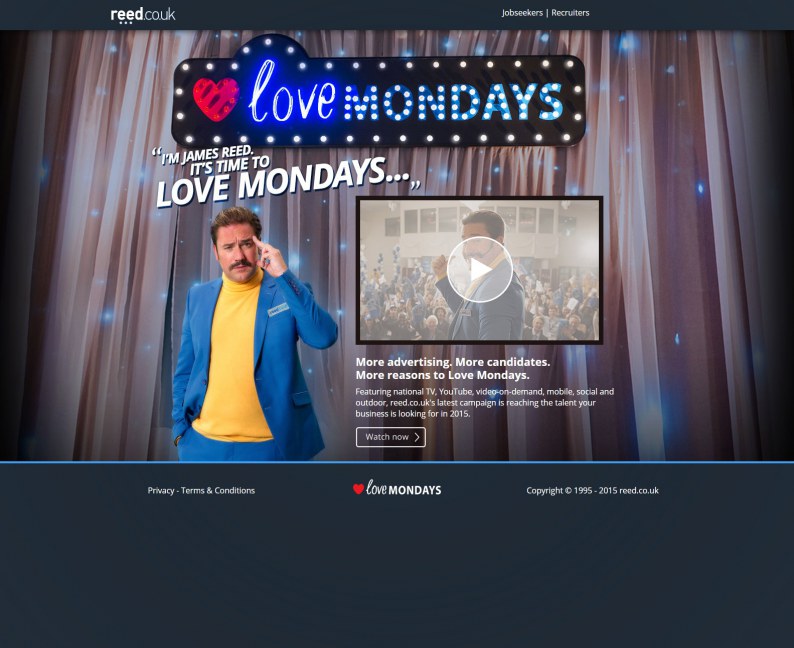 reed.co.uk
Jobseekers | Recruiters
love MONDAYS
“I'M JAMES REED.
IT'S TIME TO
LOVE MONDAYS...„
More advertising. More candidates.
More reasons to Love Mondays.
Featuring national TV, YouTube, video-on-demand, mobile, social and
outdoor, reed.co.uk's latest campaign is reaching the talent your
business is looking for in 2015.
Watch now
Privacy - Terms & Conditions
love MONDAYS
Copyright © 1995 - 2015 reed.co.uk